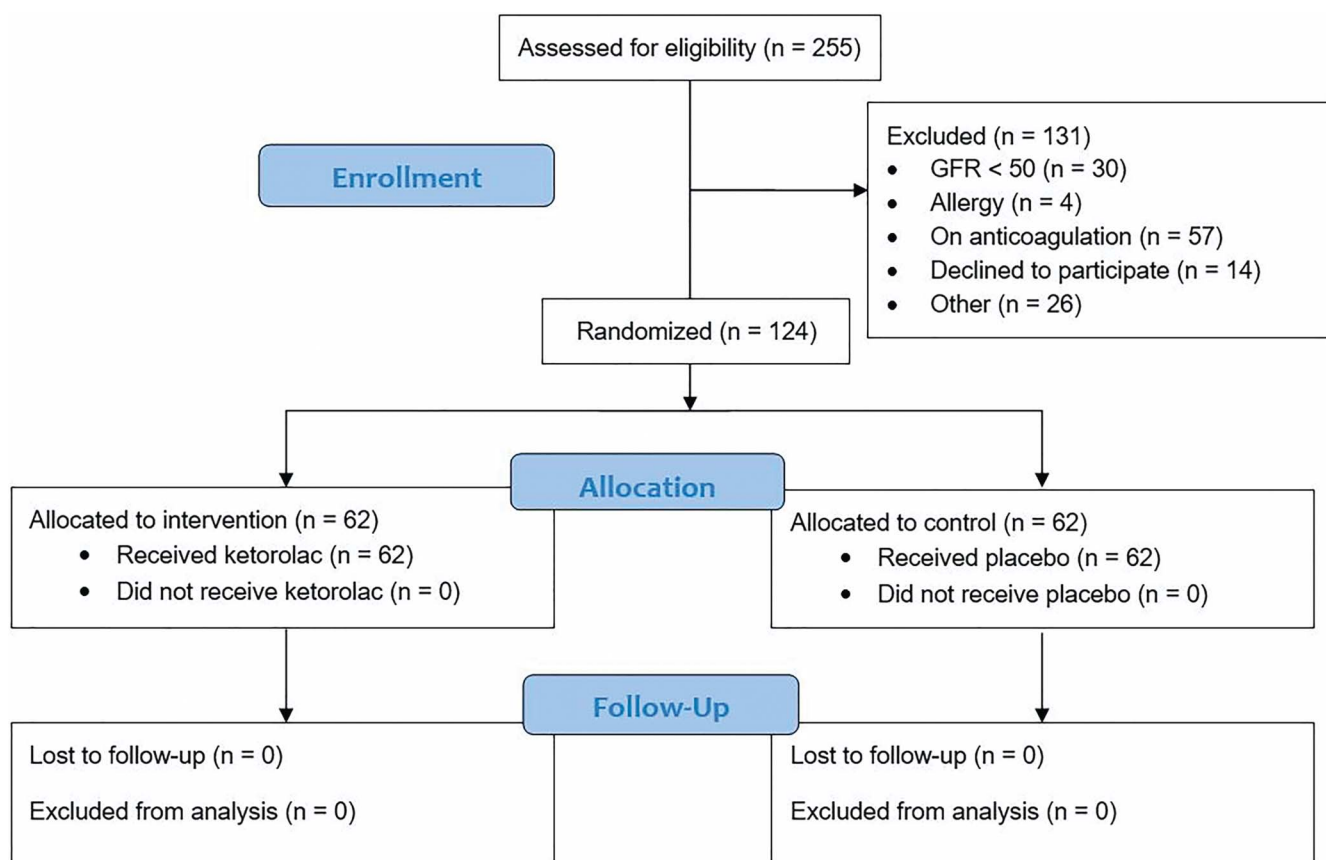 Assessed for eligibility (n = 255)
Enrollment
Excluded (n = 131)
• GFR < 50 (n = 30)
• Allergy (n = 4)
• On anticoagulation (n = 57)
• Declined to participate (n = 14)
• Other (n = 26)
Randomized (n = 124)
Allocation
Allocated to intervention (n = 62)
• Received ketorolac (n = 62)
• Did not receive ketorolac (n = 0)
Allocated to control (n = 62)
• Received placebo (n = 62)
• Did not receive placebo (n = 0)
Follow-Up
Lost to follow-up (n = 0)
Excluded from analysis (n = 0)
Lost to follow-up (n = 0)
Excluded from analysis (n = 0)